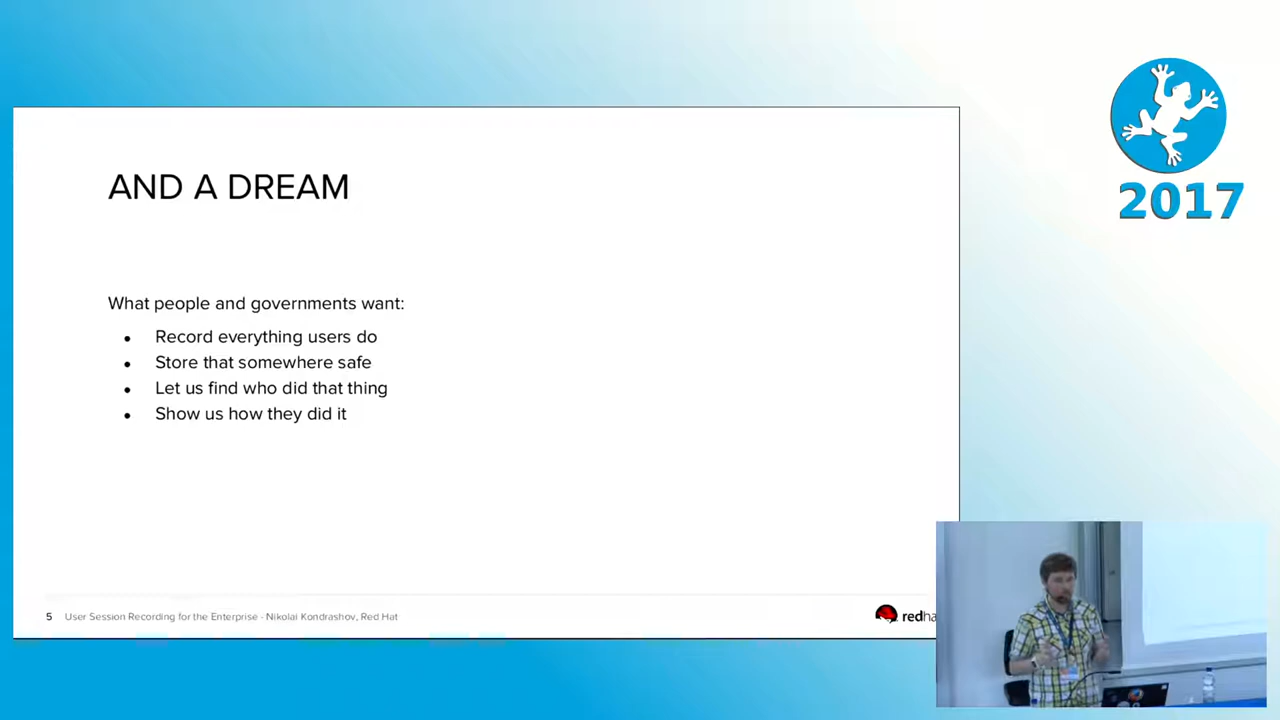 2017
AND A DREAM
What people and governments want:
• Record everything users do
• Store that somewhere safe
• Let us find who did that thing
• Show us how they did it
5 User Session Recording for the Enterprise - Nikolai Kondrashov, Red Hat
redha